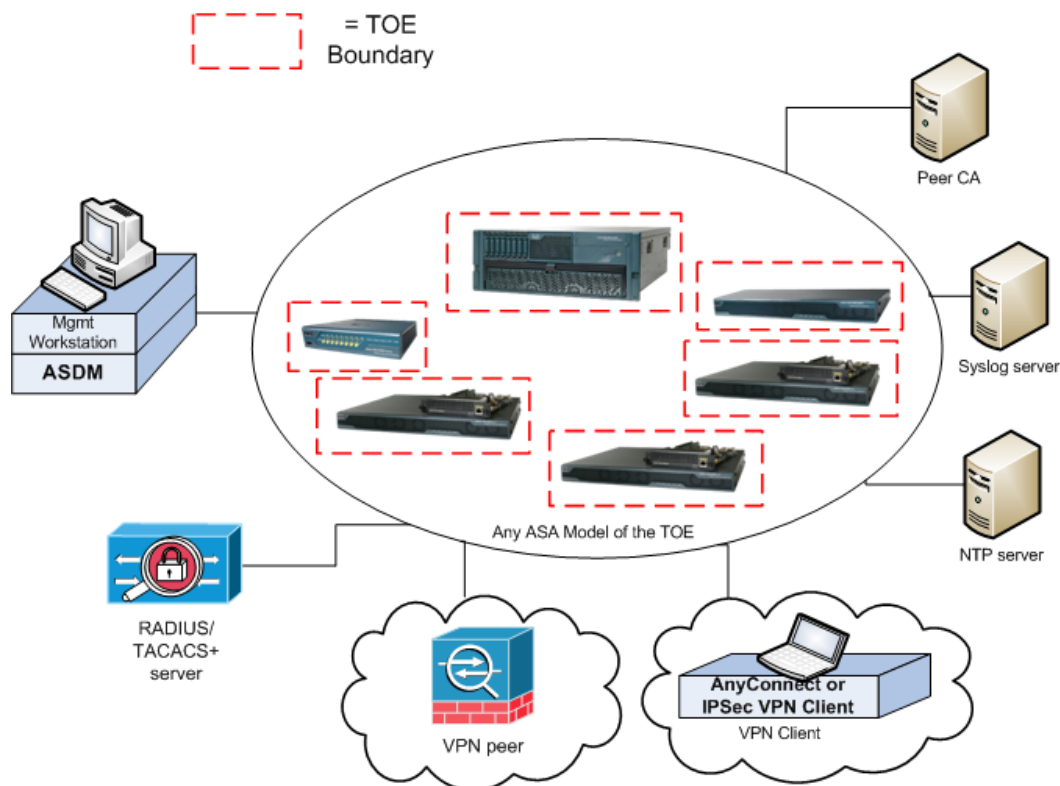 = TOE
Boundary
Peer CA
Mgmt
Workstation
ASDM
Syslog server
Any ASA Model of the TOE
NTP server
RADIUS/
TACACS+
server
VPN peer
AnyConnect or
IPSec VPN Client
VPN Client